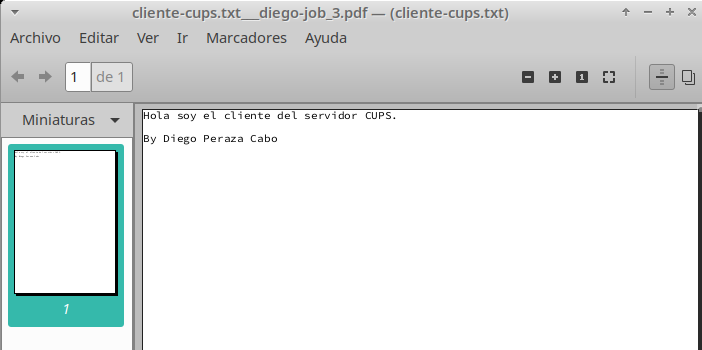 cliente-cups.txt___diego-job_3.pdf — (cliente-cups.txt)
Archivo Editar Ver Ir Marcadores Ayuda
1 de 1 1
Miniaturas
Hola soy el cliente del servidor CUPS.
By Diego Peraza Cabo
1